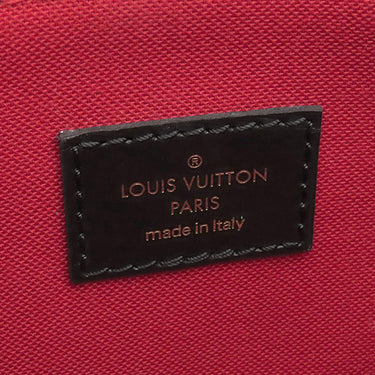 ®
LOUIS VUITTON
PARIS
made in Italy